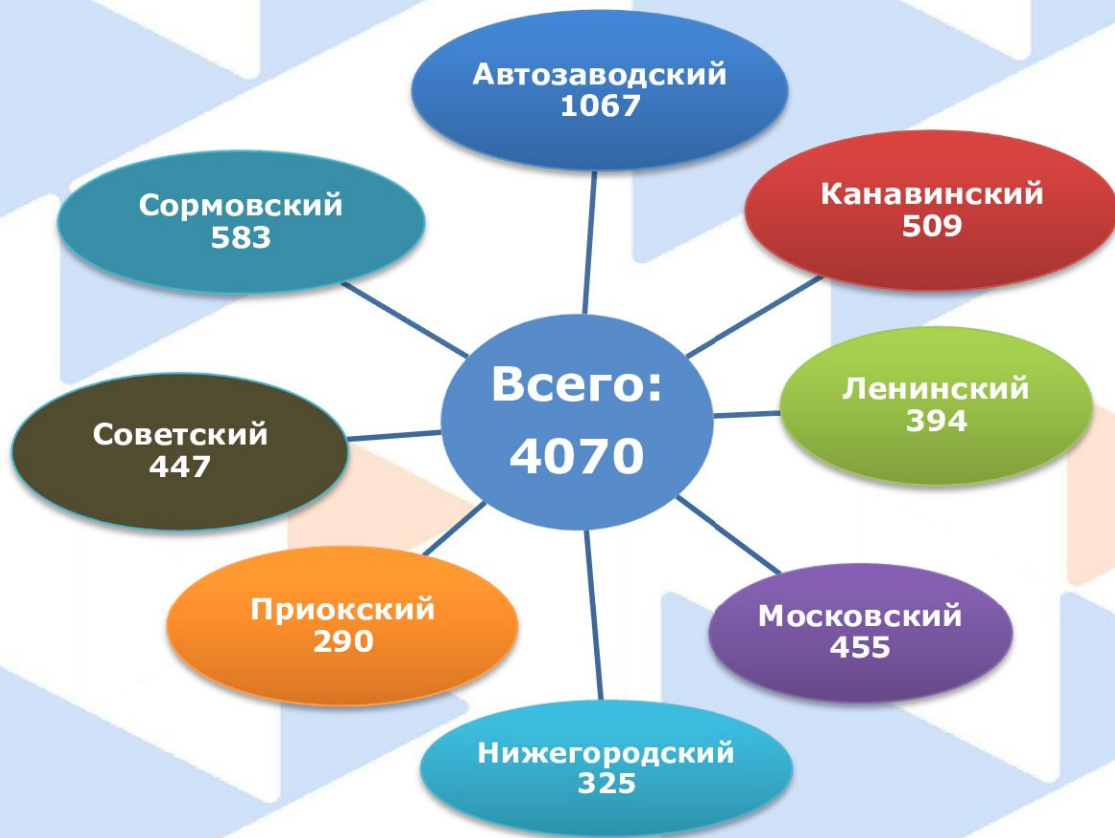 Автозаводский
1067
Канавинский
509
Сормовский
583
Всего:
4070
Ленинский
394
Советский
447
Приокский
290
Московский
455
Нижегородский
325